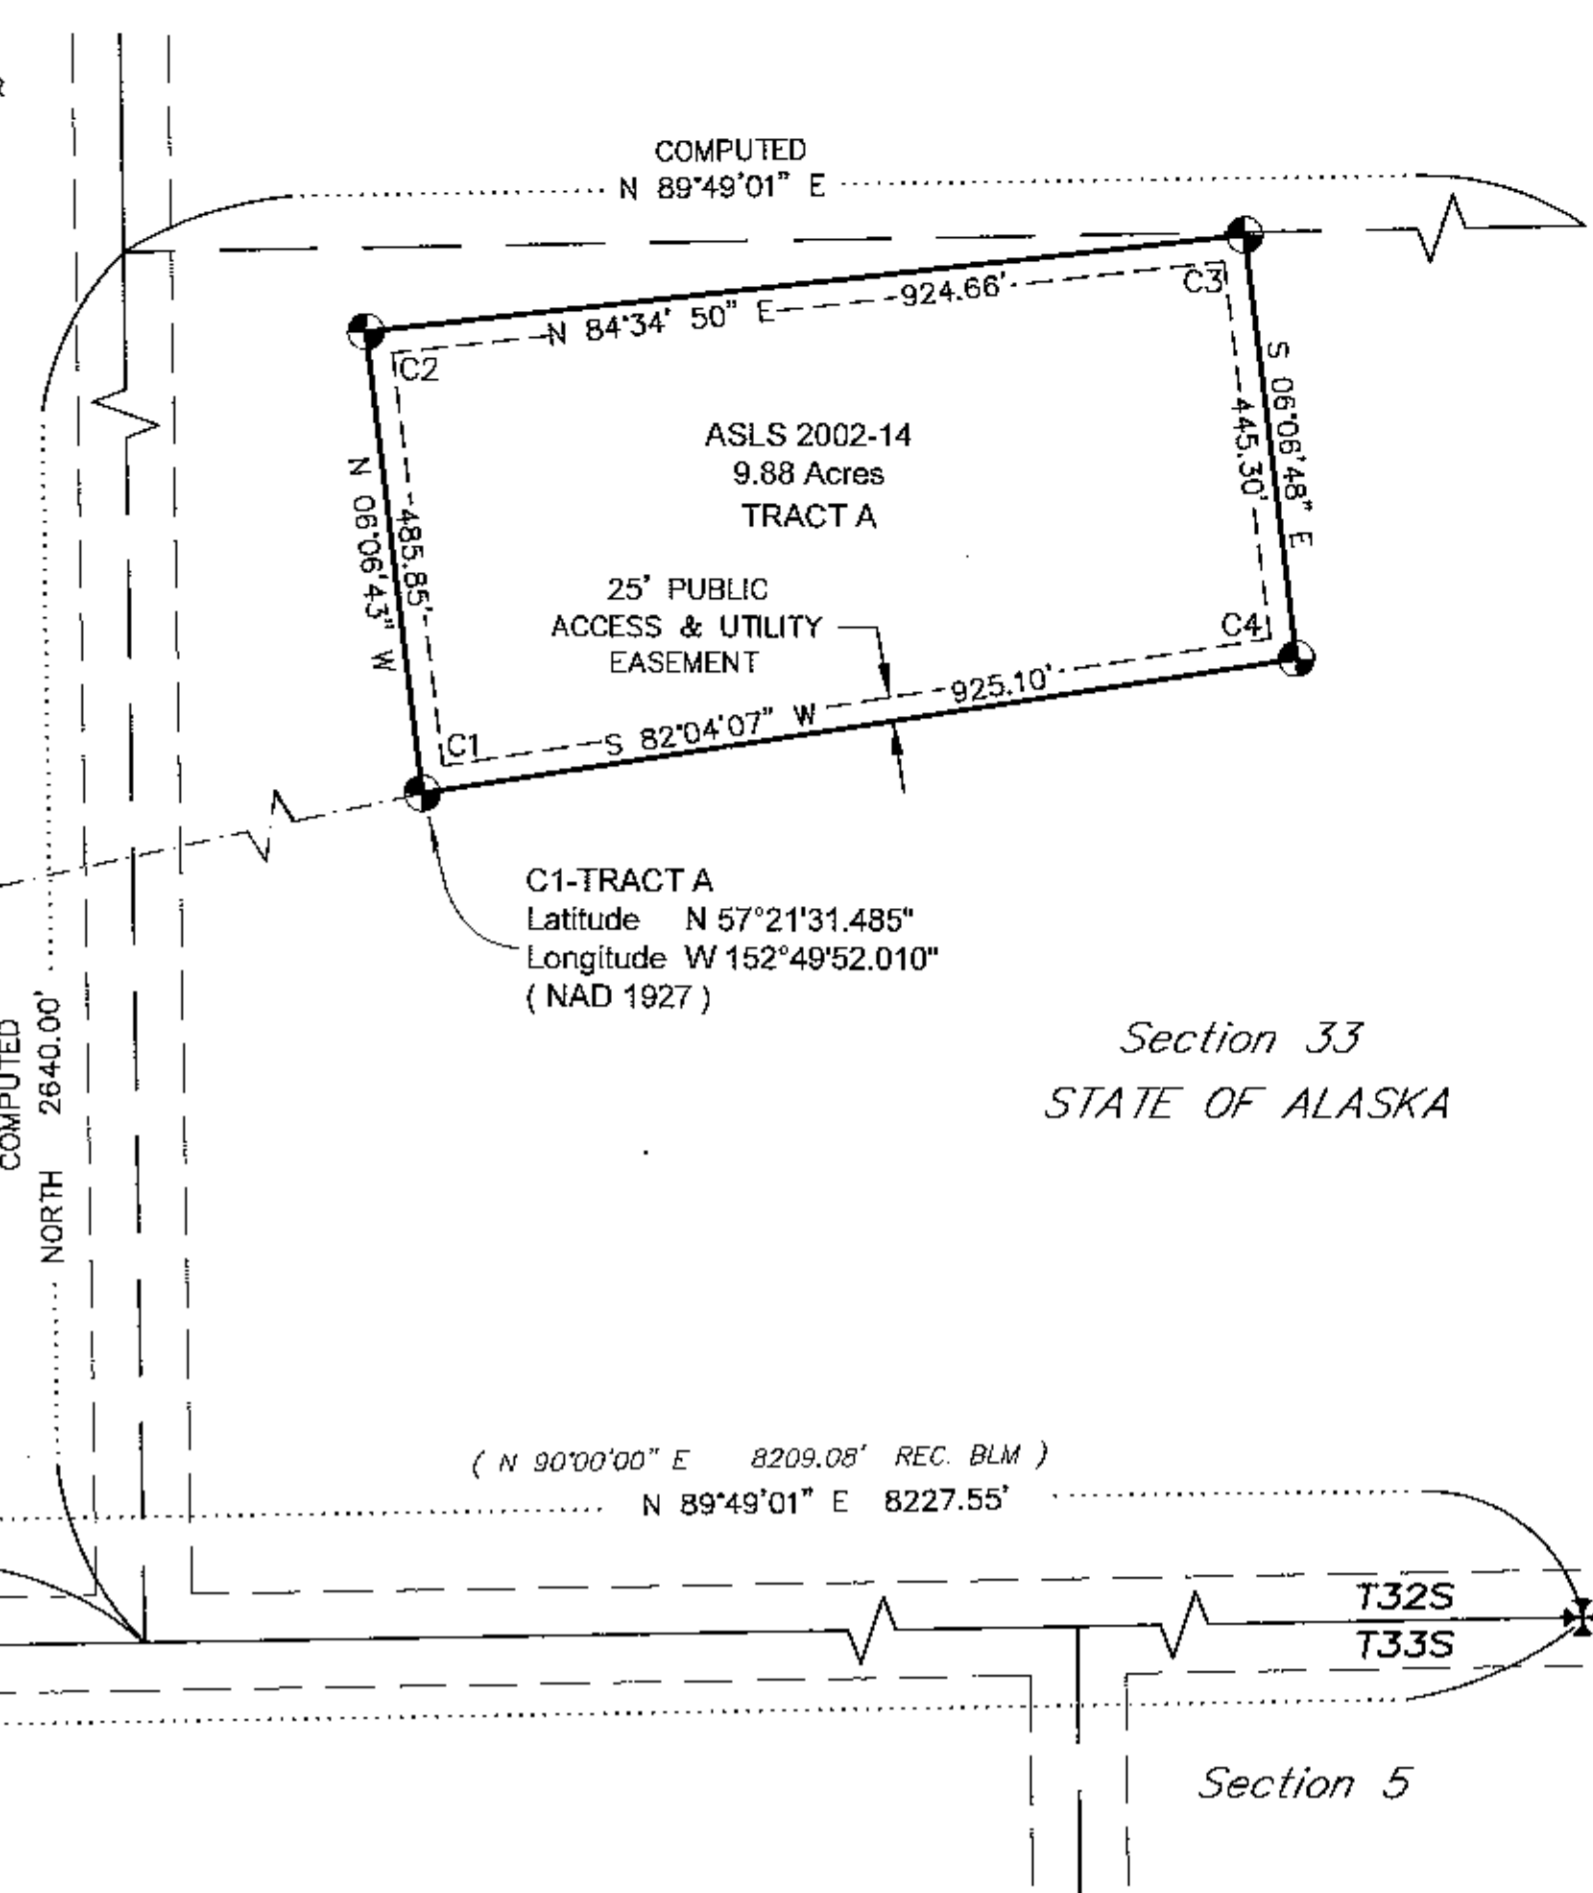 COMPUTED
N 89°49'01" E
C3
924.66'
N 84°34' 50" E
C2
S 06°06'48" E
445.30'
ASLS 2002-14
9.88 Acres
TRACT A
N 06°06'43" W
485.85'
25' PUBLIC
ACCESS & UTILITY
EASEMENT
C4
925.10'
S 82°04'07" W
C1
C1-TRACT A
Latitude N 57°21'31.485"
Longitude W 152°49'52.010"
( NAD 1927 )
COMPUTED
NORTH 2640.00'
Section 33
STATE OF ALASKA
( N 90°00'00" E 8209.08' REC. BLM )
N 89°49'01" E 8227.55'
T32S
T33S
Section 5